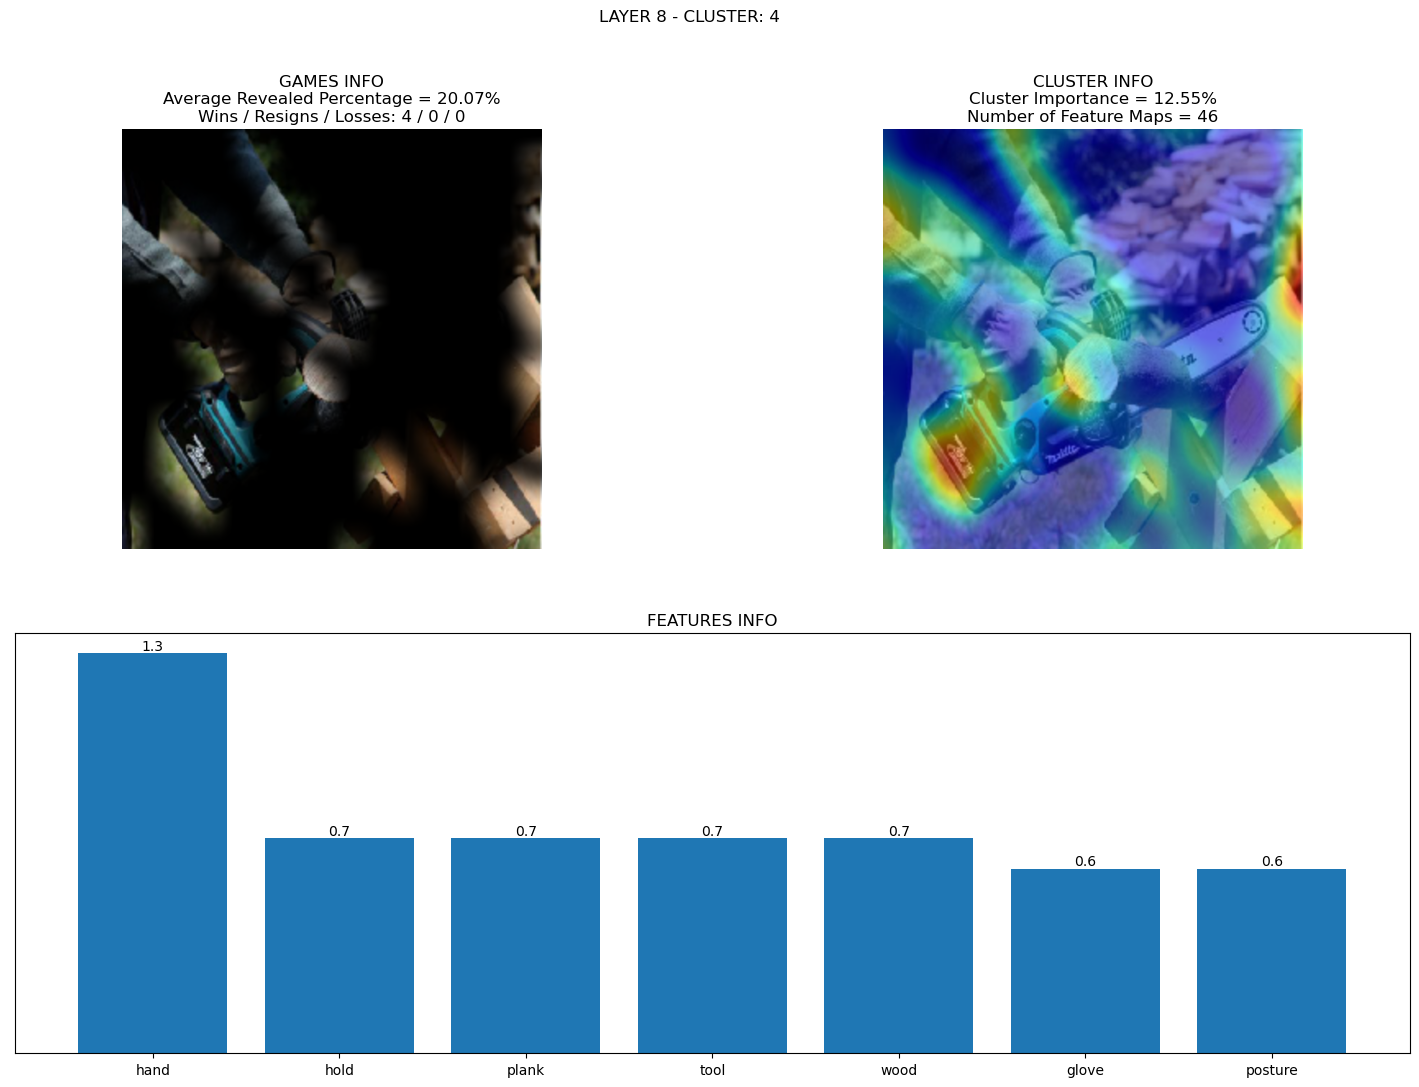 LAYER 8 - CLUSTER: 4
GAMES INFO
Average Revealed Percentage = 20.07%
Wins / Resigns / Losses: 4 / 0 / 0
CLUSTER INFO
Cluster Importance = 12.55%
Number of Feature Maps = 46
Makita
FEATURES INFO
1.3
0.7
0.7
0.7
0.7
0.6
0.6
hand
hold
plank
tool
wood
glove
posture